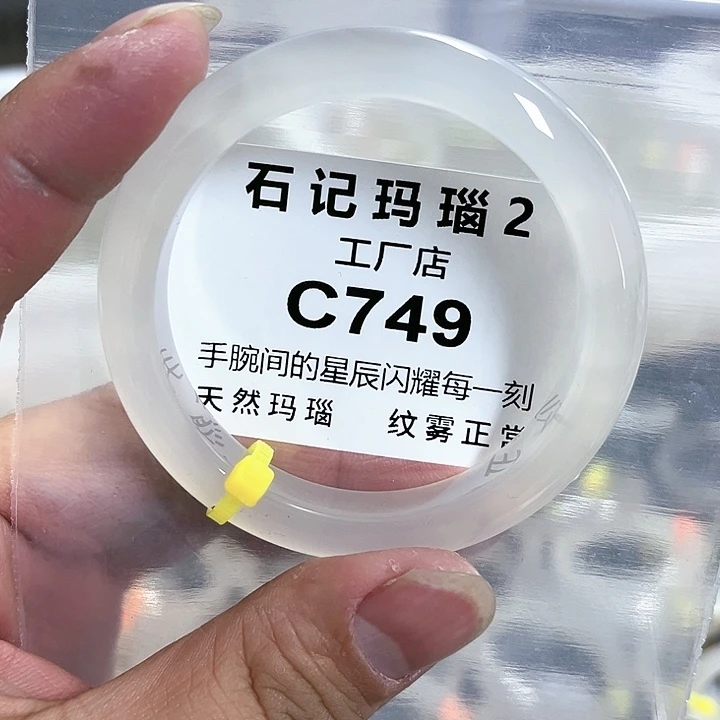 石记玛瑙2
工厂店
C749
手腕间的星辰闪耀每一刻
天然玛瑙 纹雾正常